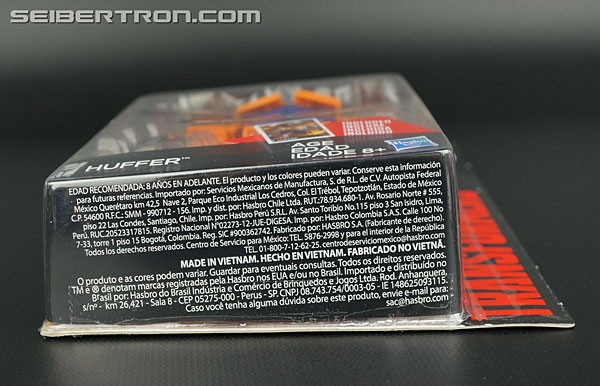 SEIBERTRON.COM
HUFFER™
AGE
EDAD
IDADE 8+
Hasbro
EDAD RECOMENDADA: 8 AÑOS EN ADELANTE. El producto y los colores pueden variar. Conserve esta información
para futuras referencias. Importado por: Servicios Mexicanos de Manufactura, S. de R.L. de C.V. Autopista Federal
México Querétaro km 42,5 Nave 2, Parque Eco Industrial Los Cedros, Col. El Trébol, Tepotzotlán, Estado de México
C.P. 54600 R.F.C.: SMM - 990712 - 156. Imp. y dist. por Hasbro Chile Ltda. RUT:78.934.680-1. Av. Rosario Norte # 555,
piso 22 Las Condes, Santiago, Chile. Imp. por: Hasbro Perú S.R.L. Av. Santo Toribio No.115 piso 3 San Isidro, Lima,
Perú. RUC.20523317815. Registro Nacional N°02273-12-JUE-DIGESA. Imp. por: Hasbro Colombia S.A.S. Calle 100 No
7-33, torre 1 piso 15 Bogotá, Colombia. Reg. SIC #900362742. Fabricado por: HASBRO S.A. (Fabricante de derecho).
Todos los derechos reservados. Centro de Servicio para México: TEL. 5876-2998 y para el interior de la República
TEL. 01-800-7-12-62-25. centrodeserviciomexico@hasbro.com
MADE IN VIETNAM. HECHO EN VIETNAM. FABRICADO NO VIETNÃ.
O produto e as cores podem variar. Guardar para eventuais consultas. Todos os direitos reservados.
TM e ® denotam marcas registradas pela Hasbro nos EUA e/ou no Brasil. Importado e distribuído no
Brasil por: Hasbro do Brasil Indústria e Comércio de Brinquedos e Jogos Ltda. Rod. Anhanguera,
s/nº - km 26,421 - Sala 8 - CEP 05275-000 - Perus - SP. CNPJ 08.743.754/0003-05 - IE 148625093115.
Caso você tenha alguma dúvida sobre este produto, envie e-mail para:
sac@hasbro.com